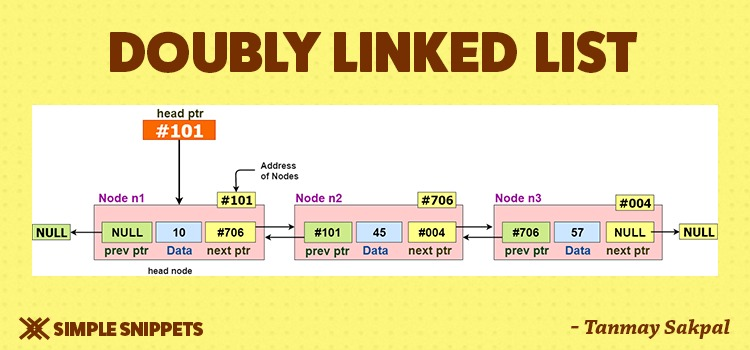 DOUBLY LINKED LIST
head ptr
#101
Address
of Nodes
Node n1
#101
Node n2
#706
Node n3
#004
NULL
NULL
10
#706
#101
45
#004
#706
57
NULL
NULL
prev ptr
Data
next ptr
prev ptr
Data
next ptr
prev ptr
Data
next ptr
head node
SIMPLE SNIPPETS
- Tanmay Sakpal